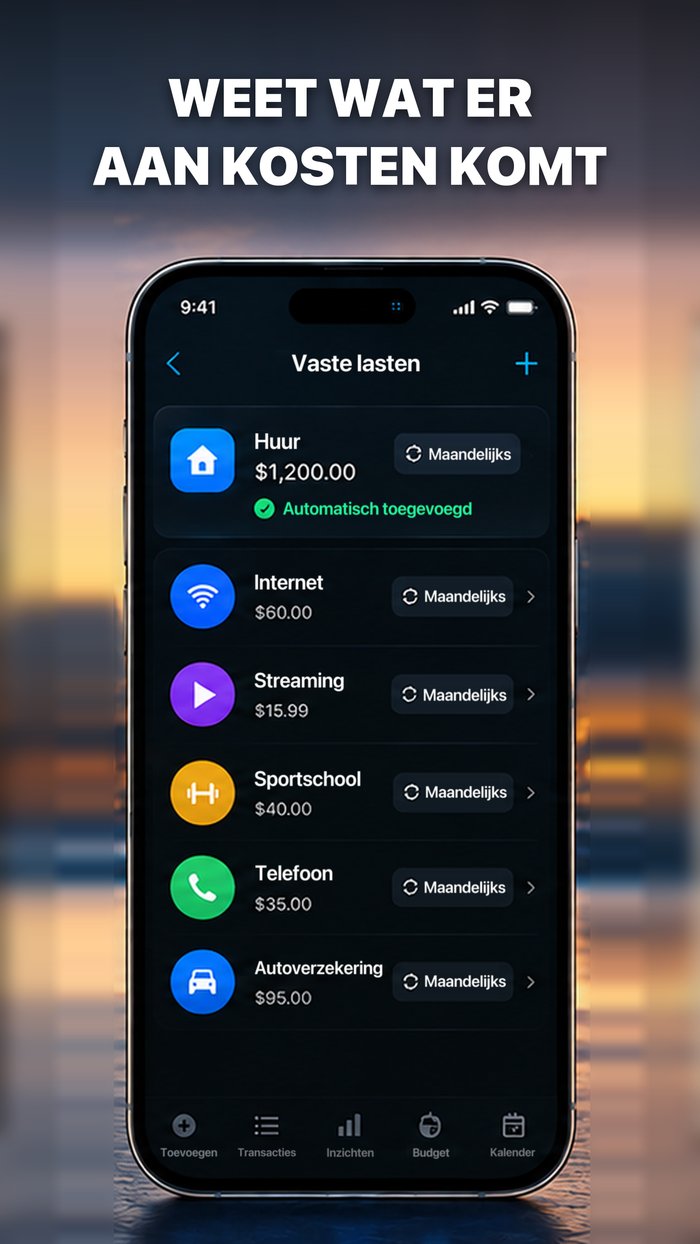 WEET WAT ER
AAN KOSTEN KOMT
9:41
Vaste lasten
Huur
$1,200.00
Maandelijks
Automatisch toegevoegd
Internet
$60.00
Maandelijks
Streaming
$15.99
Maandelijks
Sportschool
$40.00
Maandelijks
Telefoon
$35.00
Maandelijks
Autoverzekering
$95.00
Maandelijks
Toevoegen
Transacties
Inzichten
Budget
Kalender